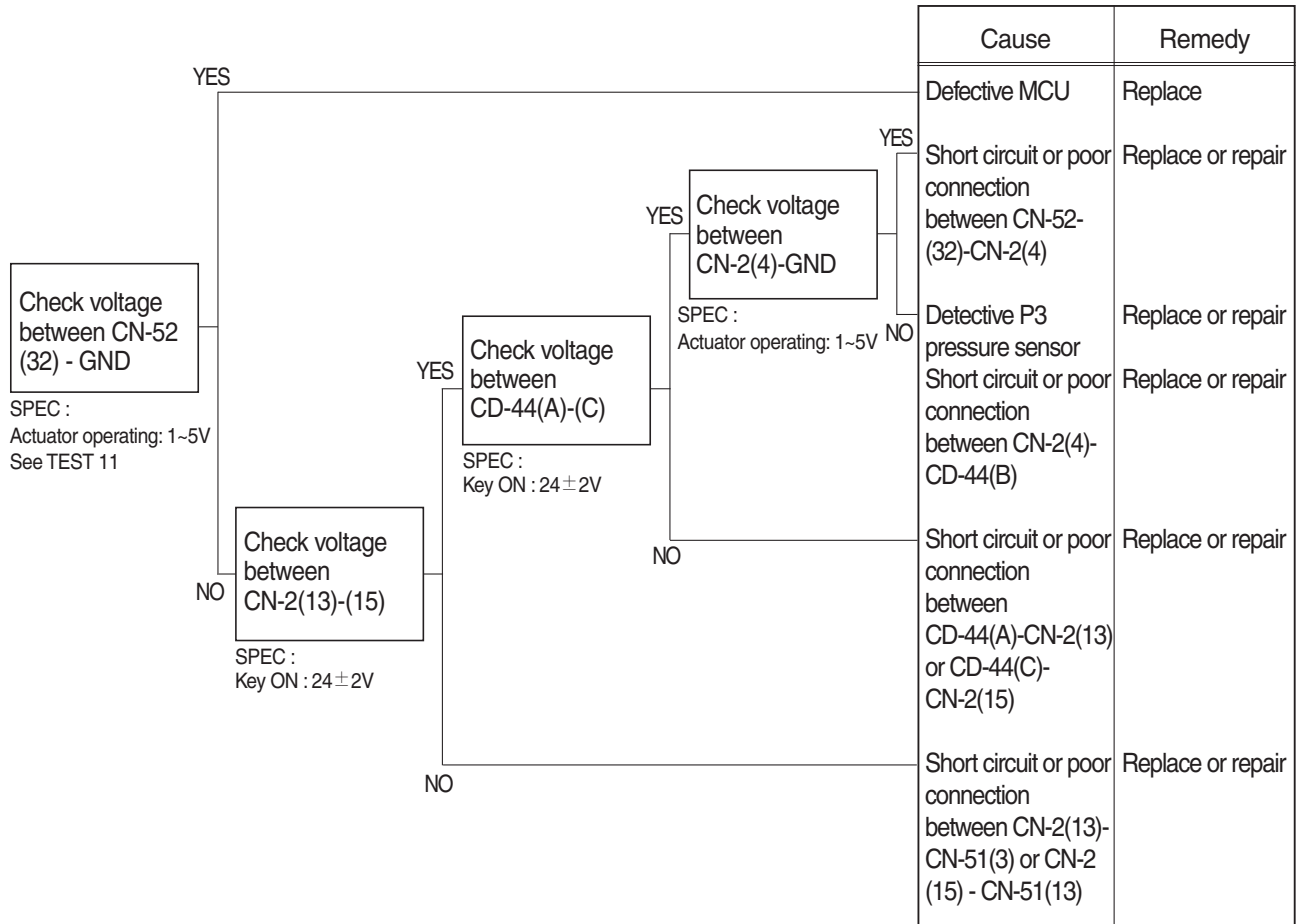 Cause Remedy
YES
Defective MCU Replace
YES
Short circuit or poor Replace or repair
connection
between CN-52-
(32)-CN-2(4)
YES
Check voltage
between
CN-2(4)-GND
SPEC :
Actuator operating: 1~5V
NO
Detective P3 Replace or repair
pressure sensor
Short circuit or poor Replace or repair
connection
between CN-2(4)-
CD-44(B)
Check voltage
between CN-52
(32) - GND
SPEC :
Actuator operating: 1~5V
See TEST 11
YES
Check voltage
between
CD-44(A)-(C)
SPEC :
Key ON : 24±2V
NO
Short circuit or poor Replace or repair
connection
between
CD-44(A)-CN-2(13)
or CD-44(C)-
CN-2(15)
NO
Check voltage
between
CN-2(13)-(15)
SPEC :
Key ON : 24±2V
NO
Short circuit or poor Replace or repair
connection
between CN-2(13)-
CN-51(3) or CN-2
(15) - CN-51(13)